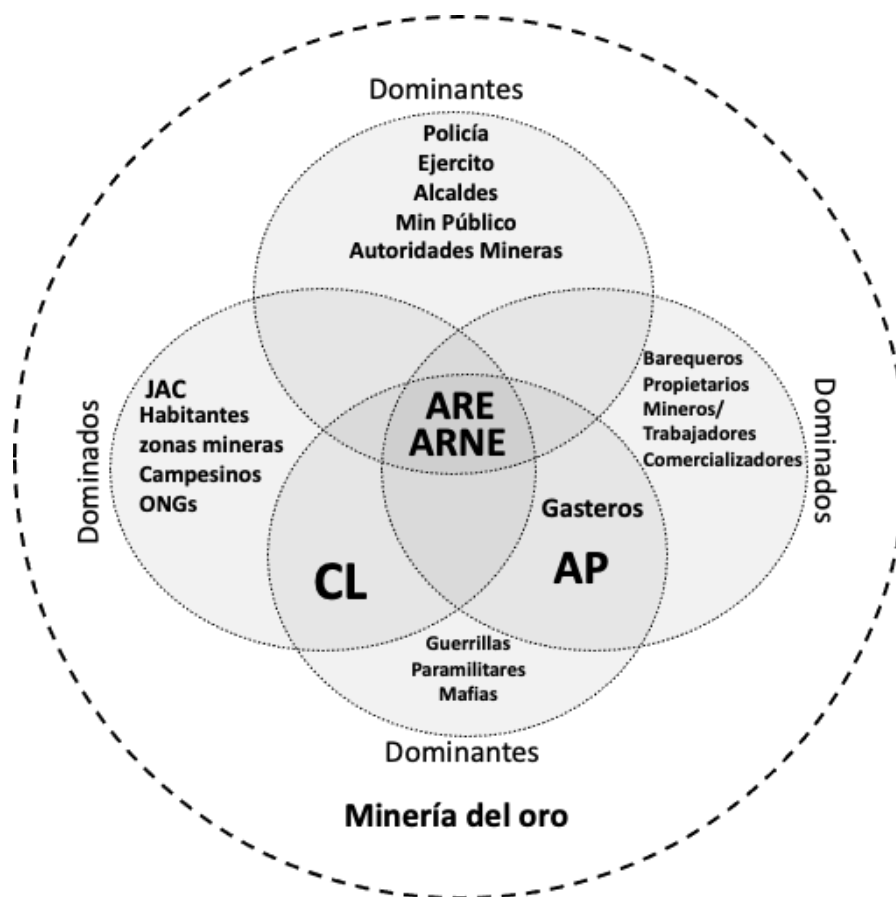 Dominantes
Policía
Ejercito
Alcaldes
Min Público
Autoridades Mineras
Dominados
JAC
Habitantes
zonas mineras
Campesinos
ONGs
ARE
ARNE
Barequeros
Propietarios
Mineros/
Trabajadores
Comercializadores
Dominados
Gasteros
CL
AP
Guerrillas
Paramilitares
Mafias
Dominantes
Minería del oro